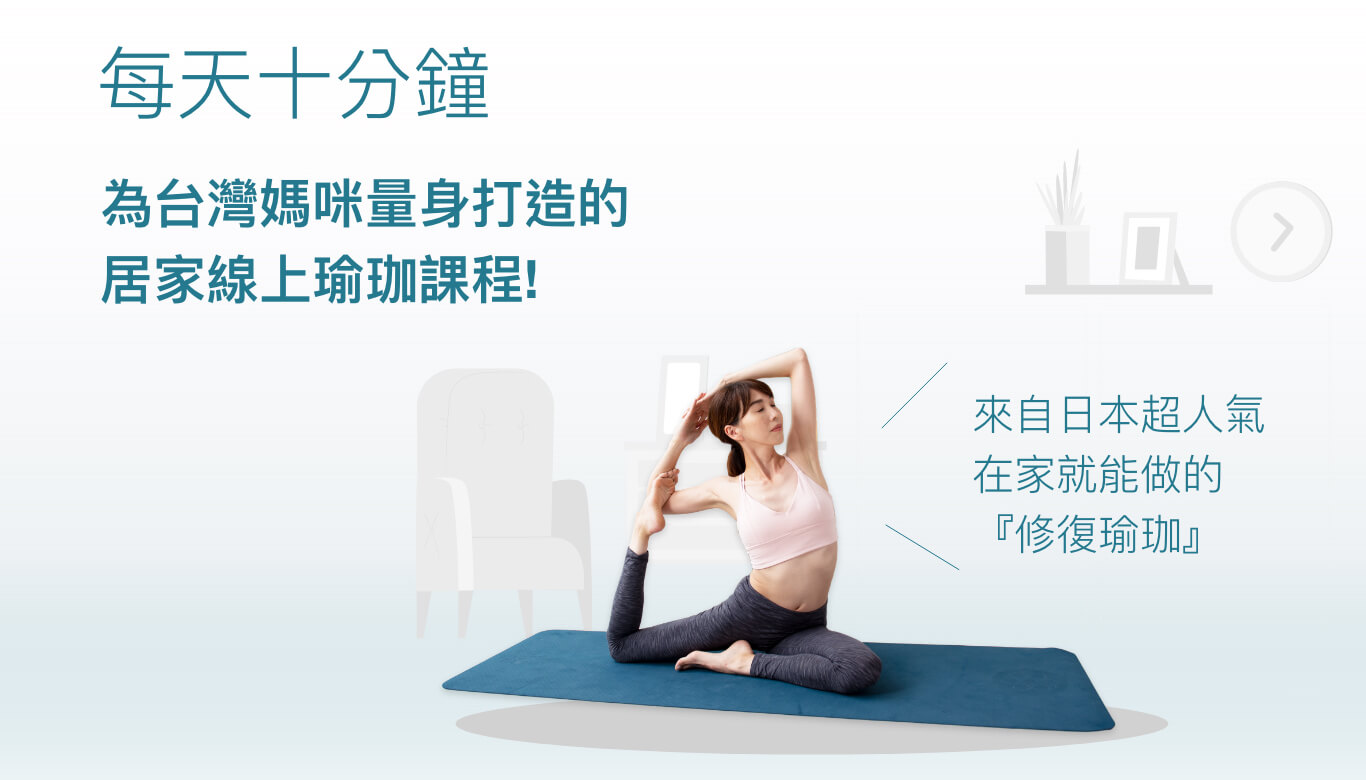 每天十分鐘
為台灣媽咪量身打造的
居家線上瑜珈課程!
來自日本超人氣
在家就能做的
『修復瑜珈』